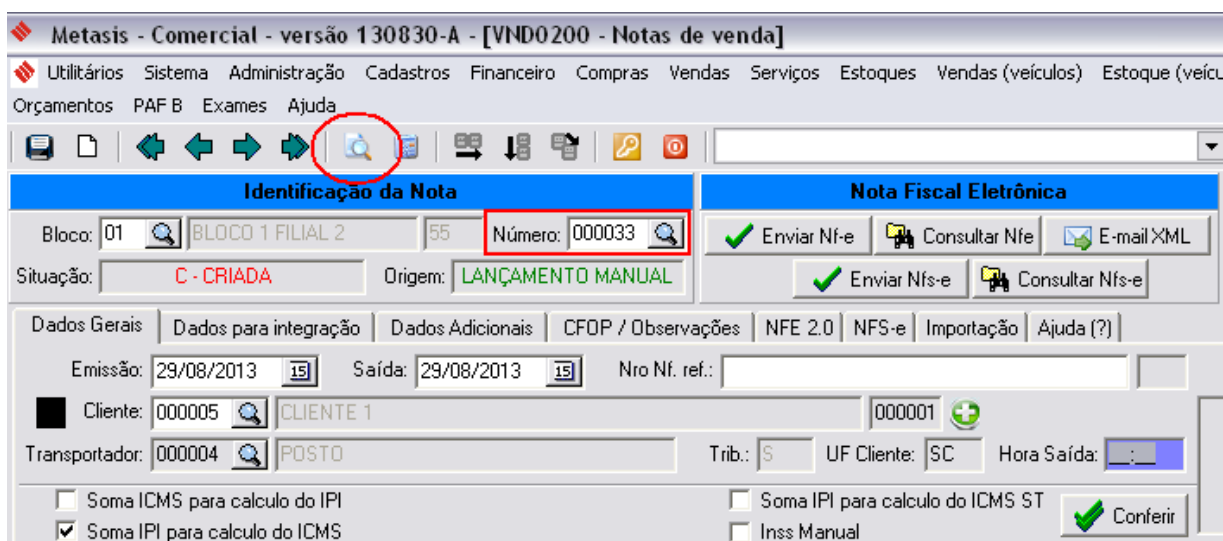 Metasis - Comercial - versão 130830-A - [VND0200 - Notas de venda]
Utilitários Sistema Administração Cadastros Financeiro Compras Vendas Serviços Estoques Vendas (veículos) Estoque (veícu
Orçamentos PAF B Exames Ajuda
Identificação da Nota
Nota Fiscal Eletrônica
Bloco: 01 BLOCO 1 FILIAL 2 55 Número: 000033
Enviar Nf-e Consultar Nfe E-mail XML
Situação: C - CRIADA Origem: LANÇAMENTO MANUAL
Enviar Nfs-e Consultar Nfs-e
Dados Gerais Dados para integração Dados Adicionais CFOP / Observações NFE 2.0 NFS-e Importação Ajuda (?)
Emissão: 29/08/2013 15 Saída: 29/08/2013 15 Nro Nf. ref.:
Cliente: 000005 CLIENTE 1 000001
Transportador: 000004 POSTO Trib.: S UF Cliente: SC Hora Saída: __:__
Soma ICMS para calculo do IPI Soma IPI para calculo do ICMS ST Conferir
Soma IPI para calculo do ICMS Inss Manual